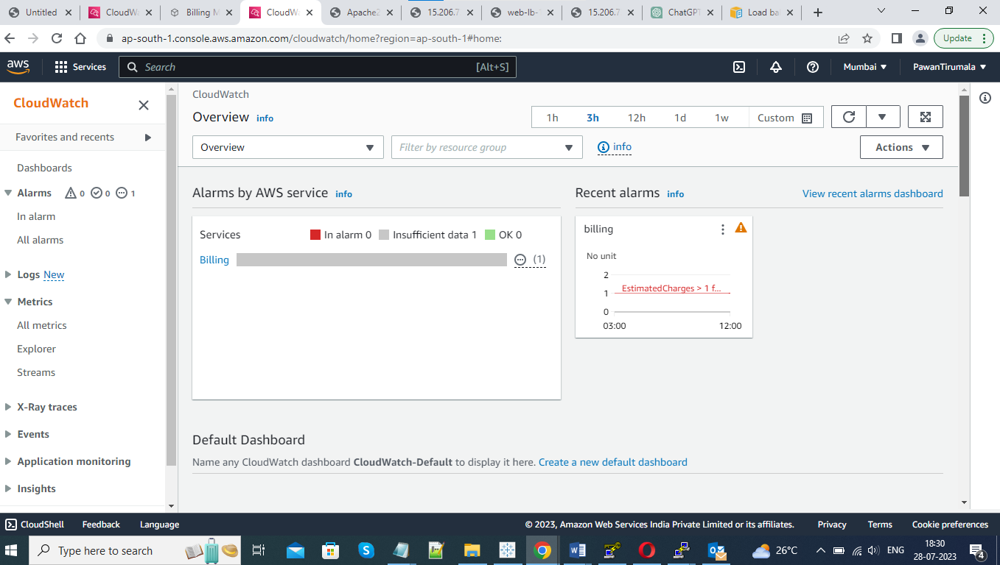 Untitled
CloudWa
Billing M
CloudWa
Apache2
15.206.7
web-lb-
15.206.7
ChatGPT
Load ba
ap-south-1.console.aws.amazon.com/cloudwatch/home?region=ap-south-1#home:
Update
aws
Services
Search
[Alt+S]
Mumbai
PawanTirumala
CloudWatch
Favorites and recents
Dashboards
Alarms 0 0 1
In alarm
All alarms
Logs New
Metrics
All metrics
Explorer
Streams
X-Ray traces
Events
Application monitoring
Insights
CloudWatch
Overview info
1h 3h 12h 1d 1w Custom
Overview
Filter by resource group
info
Actions
Alarms by AWS service info
Services
In alarm 0 Insufficient data 1 OK 0
Billing (1)
Recent alarms info
View recent alarms dashboard
billing
No unit
2
EstimatedCharges > 1 f...
1
0
03:00 12:00
Default Dashboard
Name any CloudWatch dashboard CloudWatch-Default to display it here. Create a new default dashboard
CloudShell Feedback Language
© 2023, Amazon Web Services India Private Limited or its affiliates. Privacy Terms Cookie preferences
Type here to search
26°C
ENG
18:30
28-07-2023
4